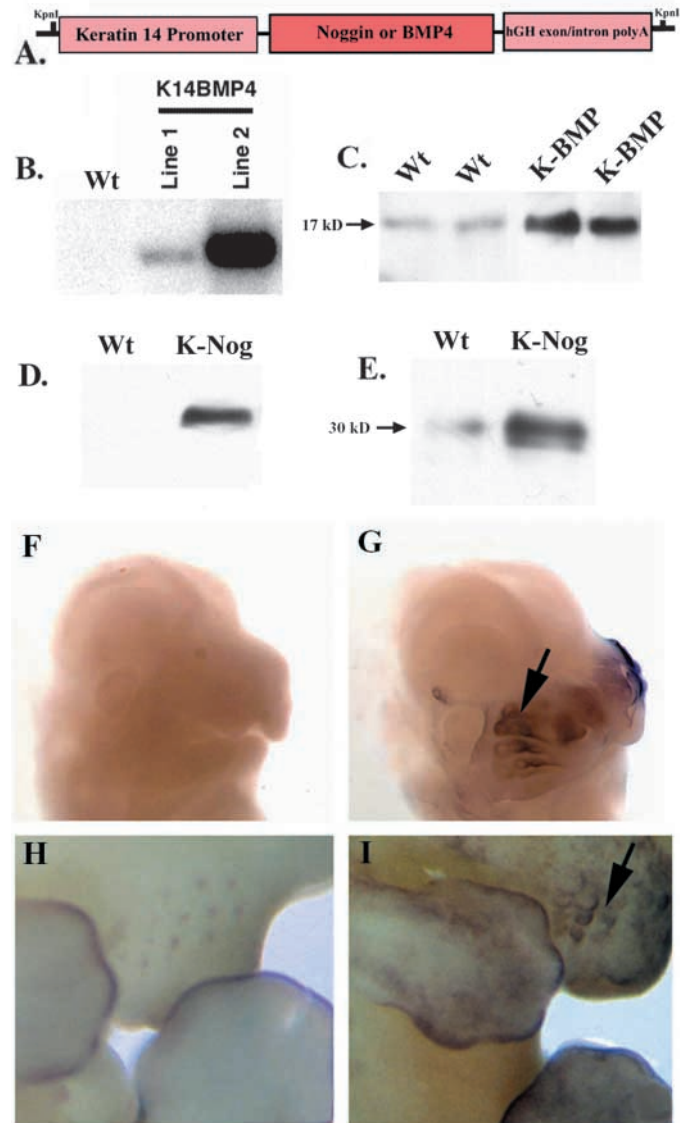 KpnI
KpnI
Keratin 14 Promoter
Noggin or BMP4
hGH exon/intron polyA
A.
K14BMP4
B.
Wt
Line 1
Line 2
C.
Wt
Wt
K-BMP
K-BMP
17 kD
D.
Wt
K-Nog
E.
Wt
K-Nog
30 kD
F
G
H
I